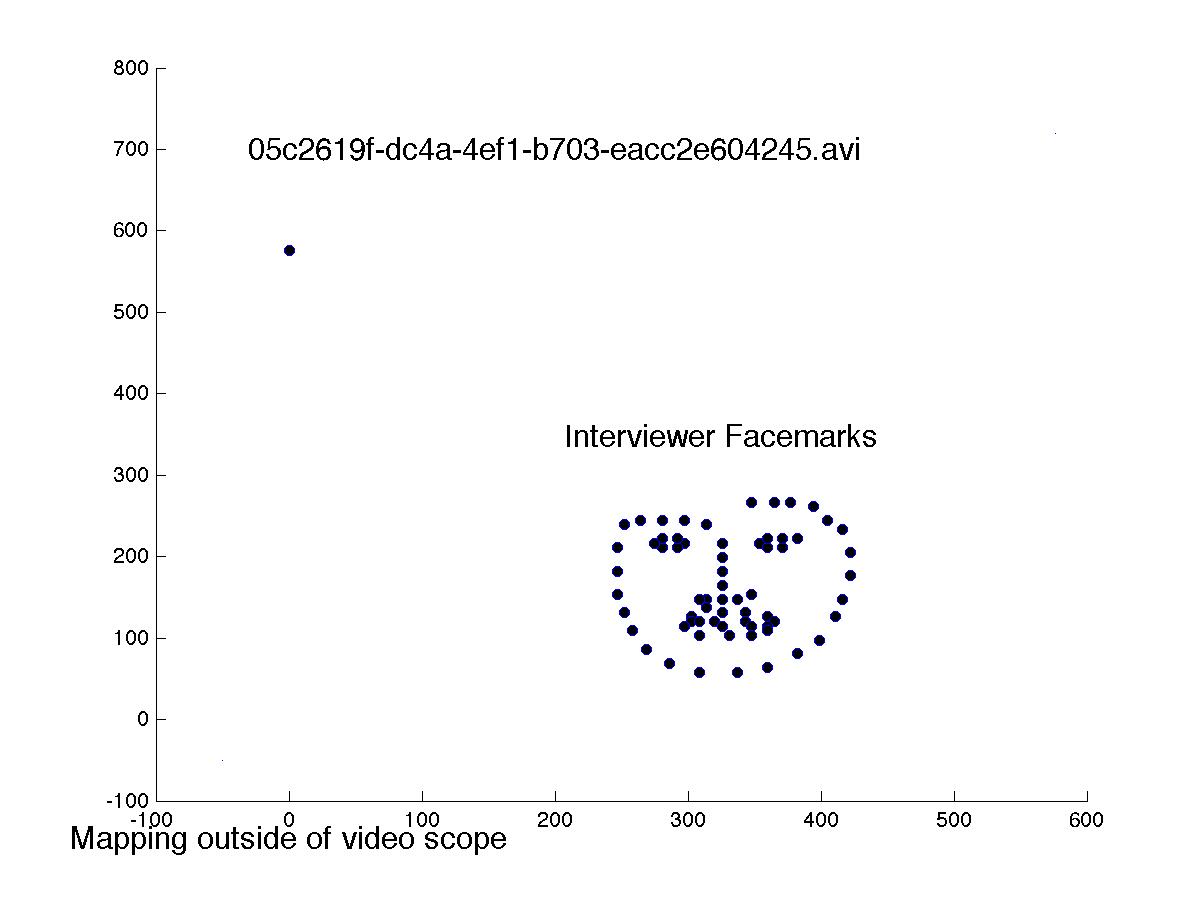 800
700
05c2619f-dc4a-4ef1-b703-eacc2e604245.avi
600
500
400
Interviewer Facemarks
300
200
100
0
-100
-100 0 100 200 300 400 500 600
Mapping outside of video scope